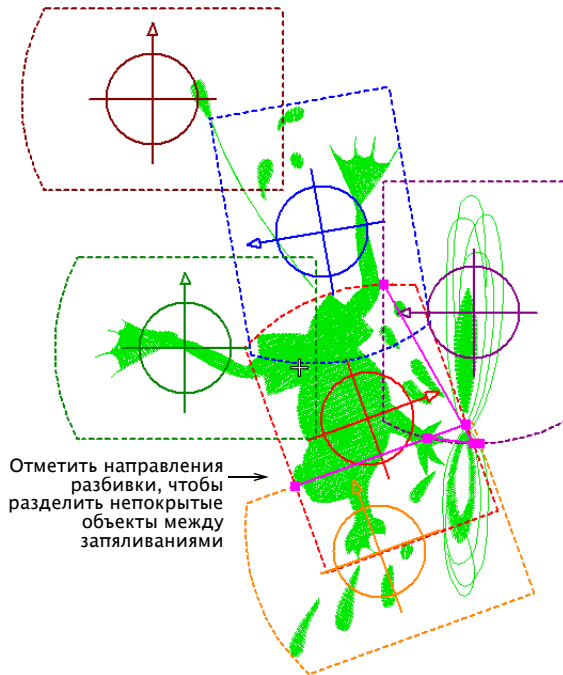 Отметить направления
разбивки, чтобы
разделить непокрытые
объекты между
запяливаниями